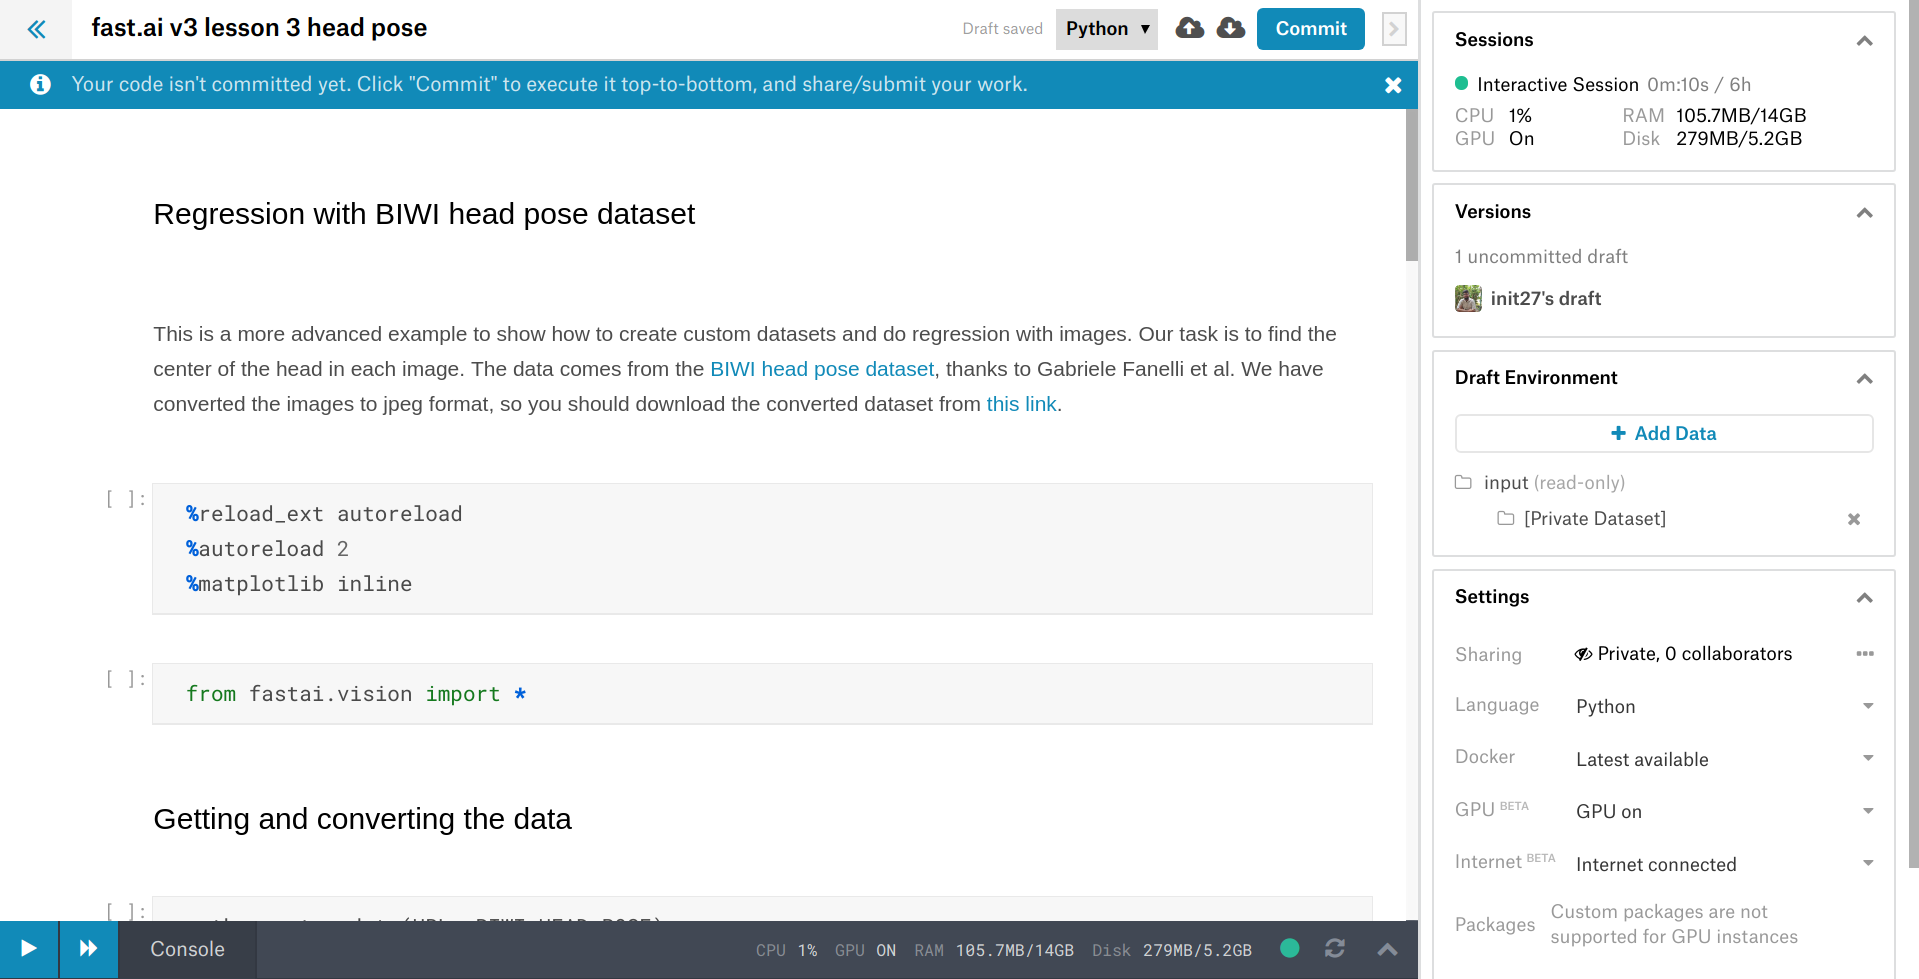 fast.ai v3 lesson 3 head pose
Draft saved
Python
Commit
Your code isn't committed yet. Click "Commit" to execute it top-to-bottom, and share/submit your work.
Regression with BIWI head pose dataset
This is a more advanced example to show how to create custom datasets and do regression with images. Our task is to find the
center of the head in each image. The data comes from the BIWI head pose dataset, thanks to Gabriele Fanelli et al. We have
converted the images to jpeg format, so you should download the converted dataset from this link.
[ ]:
%reload_ext autoreload
%autoreload 2
%matplotlib inline
[ ]:
from fastai.vision import *
Getting and converting the data
[ ]:
Console
CPU 1% GPU ON RAM 105.7MB/14GB Disk 279MB/5.2GB
Sessions
Interactive Session 0m:10s / 6h
CPU 1% RAM 105.7MB/14GB
GPU On Disk 279MB/5.2GB
Versions
1 uncommitted draft
init27's draft
Draft Environment
Add Data
input (read-only)
[Private Dataset]
Settings
Sharing Private, 0 collaborators
Language Python
Docker Latest available
GPU BETA GPU on
Internet BETA Internet connected
Packages Custom packages are not
supported for GPU instances